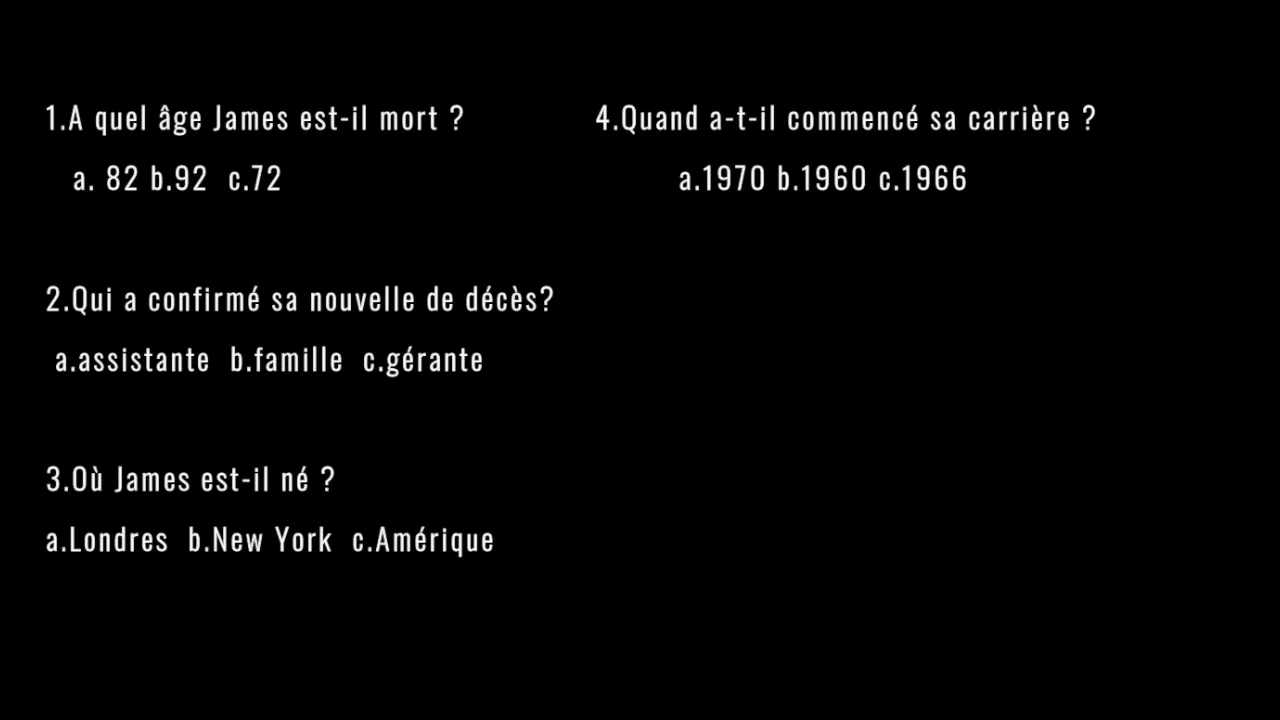 1.A quel âge James est-il mort ?
a. 82 b.92 c.72
2.Qui a confirmé sa nouvelle de décès?
a.assistante b.famille c.gérante
3.Où James est-il né ?
a.Londres b.New York c.Amérique
4.Quand a-t-il commencé sa carrière ?
a.1970 b.1960 c.1966